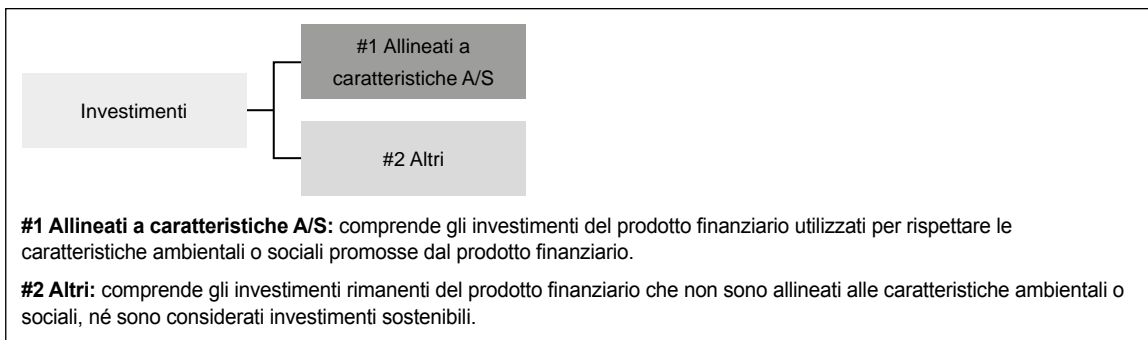 #1 Allineati a
caratteristiche A/S
Investimenti
#2 Altri
#1 Allineati a caratteristiche A/S: comprende gli investimenti del prodotto finanziario utilizzati per rispettare le
caratteristiche ambientali o sociali promosse dal prodotto finanziario.
#2 Altri: comprende gli investimenti rimanenti del prodotto finanziario che non sono allineati alle caratteristiche ambientali o
sociali, né sono considerati investimenti sostenibili.